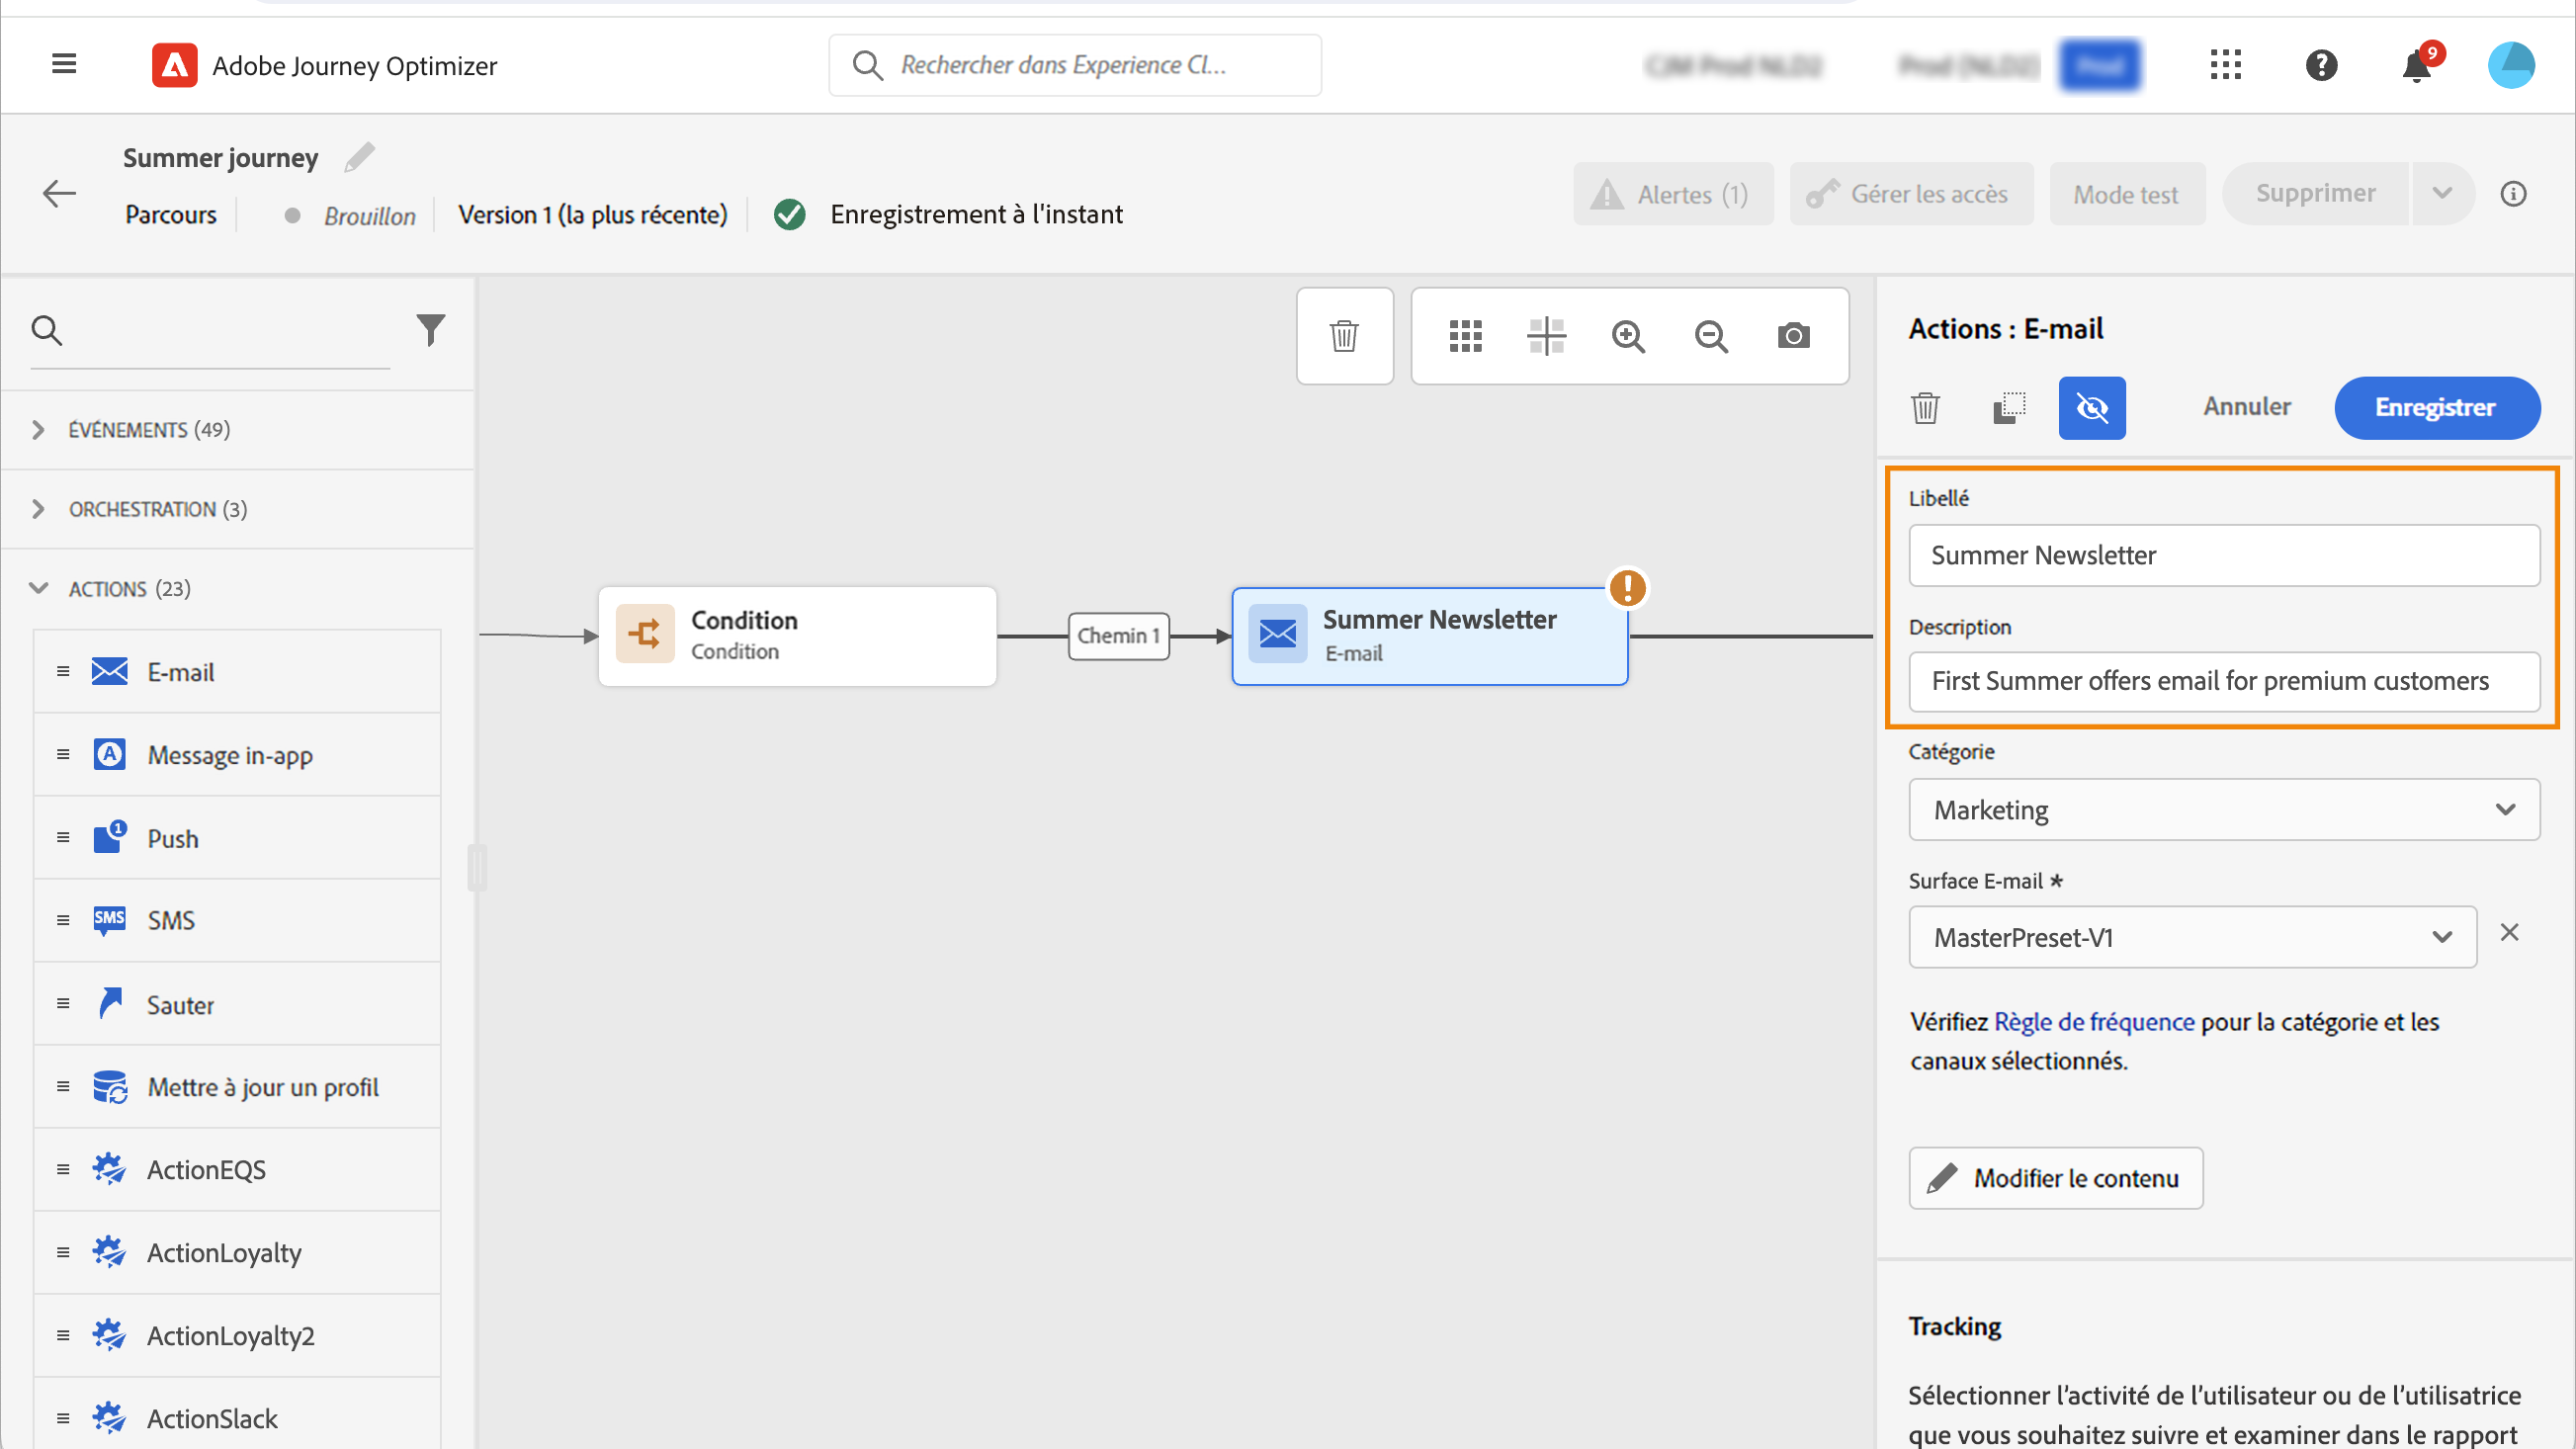 Adobe Journey Optimizer
Rechercher dans Experience Cl...
9
Summer journey
Parcours
Brouillon
Version 1 (la plus récente)
Enregistrement à l'instant
Alertes (1)
Gérer les accès
Mode test
Supprimer
ÉVÉNEMENTS (49)
ORCHESTRATION (3)
ACTIONS (23)
E-mail
Message in-app
1
Push
SMS
SMS
Sauter
Mettre à jour un profil
ActionEQS
ActionLoyalty
ActionLoyalty2
ActionSlack
Condition
Condition
Chemin 1
Summer Newsletter
E-mail
Actions : E-mail
Annuler
Enregistrer
Libellé
Summer Newsletter
Description
First Summer offers email for premium customers
Catégorie
Marketing
Surface E-mail *
MasterPreset-V1
Vérifiez Règle de fréquence pour la catégorie et les
canaux sélectionnés.
Modifier le contenu
Tracking
Sélectionner l'activité de l'utilisateur ou de l'utilisatrice
que vous souhaitez suivre et examiner dans le rapport